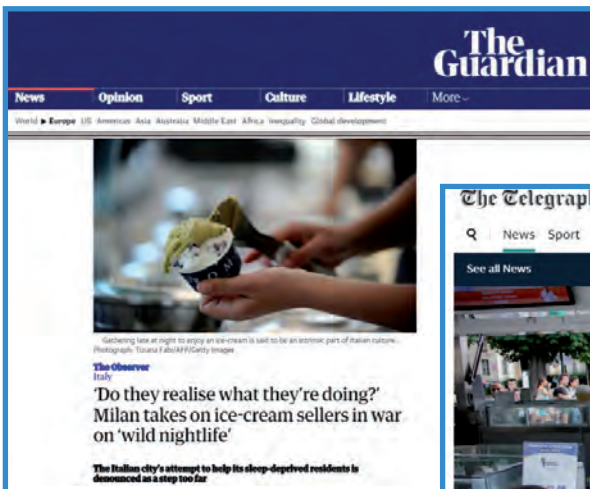 The
Guardian
News Opinion Sport Culture Lifestyle More
World Europe US Americas Asia Australia Middle East Africa Inequality Global development
Gathering late at night to enjoy an ice-cream is said to be an intrinsic part of Italian culture.
Photograph: Tiziana Fabi/AFP/Getty Images
The Observer
Italy
‘Do they realise what they’re doing?’
Milan takes on ice-cream sellers in war
on ‘wild nightlife’
The Italian city’s attempt to help its sleep-deprived residents is
denounced as a step too far
The Telegraph
News Sport
See all News